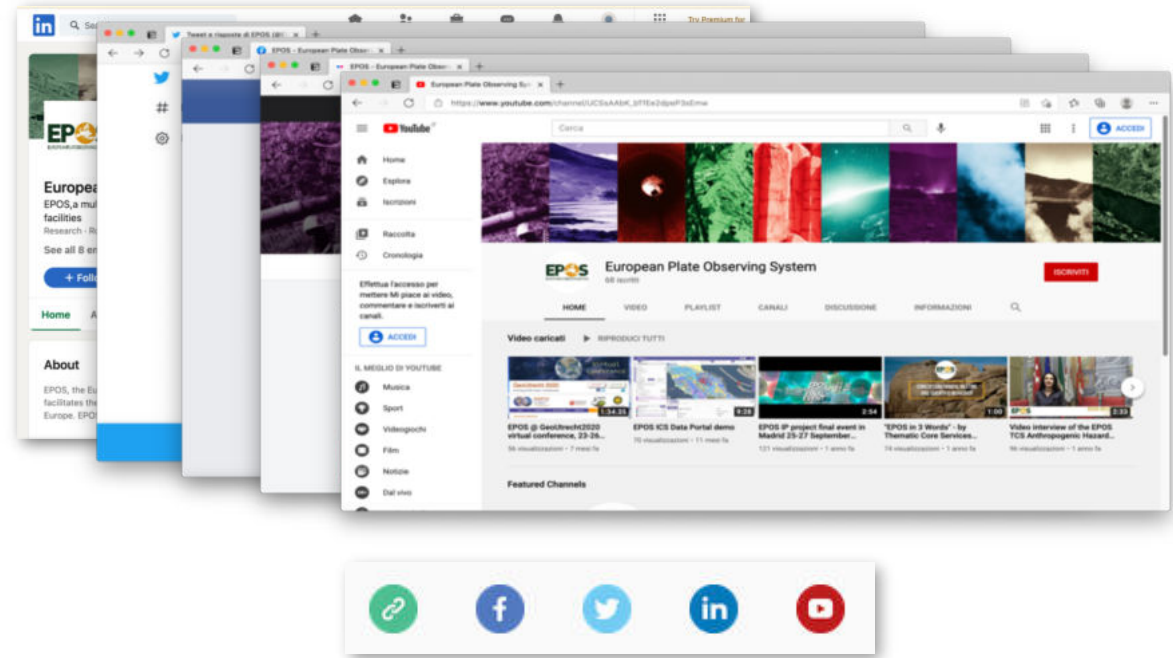 in
Try Premium for
Tweet e risposte di EPOS (@
EPOS - European Plate Obser
EPOS - European Plate Obser
European Plate Observing Sys
https://www.youtube.com/channel/
YouTube
Cerca
ACCEDI
Home
Esplora
Iscrizioni
Raccolta
Cronologia
Effettua l'accesso per
mettere Mi piace ai video,
commentare e iscriverti ai
canali.
ACCEDI
IL MEGLIO DI YOUTUBE
Musica
Sport
Videogiochi
Film
Notizie
Dal vivo
EPOS
European Plate Observing System
68 iscritti
ISCRIVITI
HOME VIDEO PLAYLIST CANALI DISCUSSIONE INFORMAZIONI
Video caricati RIPRODUCI TUTTI
1:34:35
9:28
2:54
1:00
2:33
EPOS @ GeoUtrecht2020
virtual conference, 23-26...
56 visualizzazioni • 7 mesi fa
EPOS ICS Data Portal demo
70 visualizzazioni • 11 mesi fa
EPOS IP project final event in
Madrid 25-27 September...
121 visualizzazioni • 1 anno fa
"EPOS in 3 Words" - by
Thematic Core Services...
74 visualizzazioni • 1 anno fa
Video interview of the EPOS
TCS Anthropogenic Hazard...
96 visualizzazioni • 1 anno fa
Featured Channels
EPOS
Europea
EPOS,a mul
facilities
Research · Ro
See all 8 em
+ Follo
Home A
About
EPOS, the Eu
facilitates the
Europe. EPOS
f
in